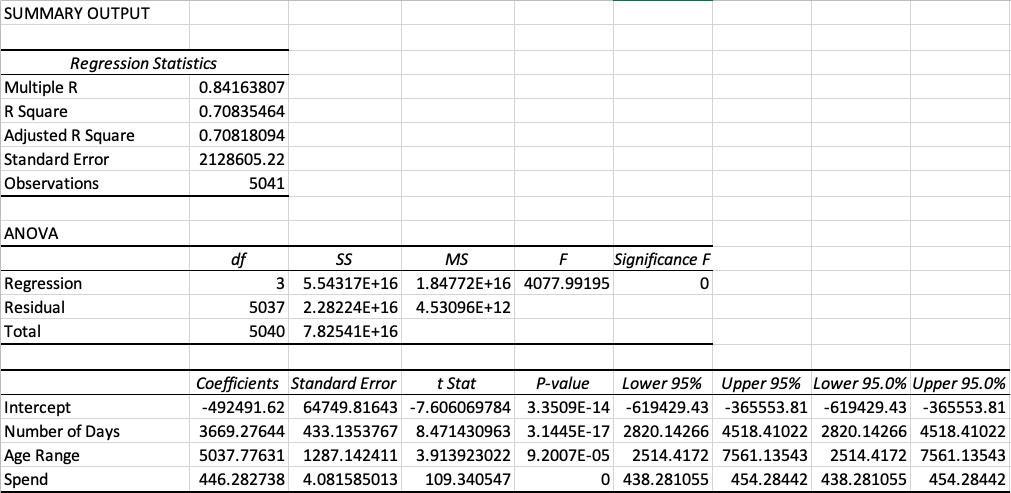 SUMMARY OUTPUT
Regression Statistics
Multiple R 0.84163807
R Square 0.70835464
Adjusted R Square 0.70818094
Standard Error 2128605.22
Observations 5041
ANOVA
df SS MS F Significance F
Regression 3 5.54317E+16 1.84772E+16 4077.99195 0
Residual 5037 2.28224E+16 4.53096E+12
Total 5040 7.82541E+16
Coefficients Standard Error t Stat P-value Lower 95% Upper 95% Lower 95.0% Upper 95.0%
Intercept -492491.62 64749.81643 -7.606069784 3.3509E-14 -619429.43 -365553.81 -619429.43 -365553.81
Number of Days 3669.27644 433.1353767 8.471430963 3.1445E-17 2820.14266 4518.41022 2820.14266 4518.41022
Age Range 5037.77631 1287.142411 3.913923022 9.2007E-05 2514.4172 7561.13543 2514.4172 7561.13543
Spend 446.282738 4.081585013 109.340547 0 438.281055 454.28442 438.281055 454.28442